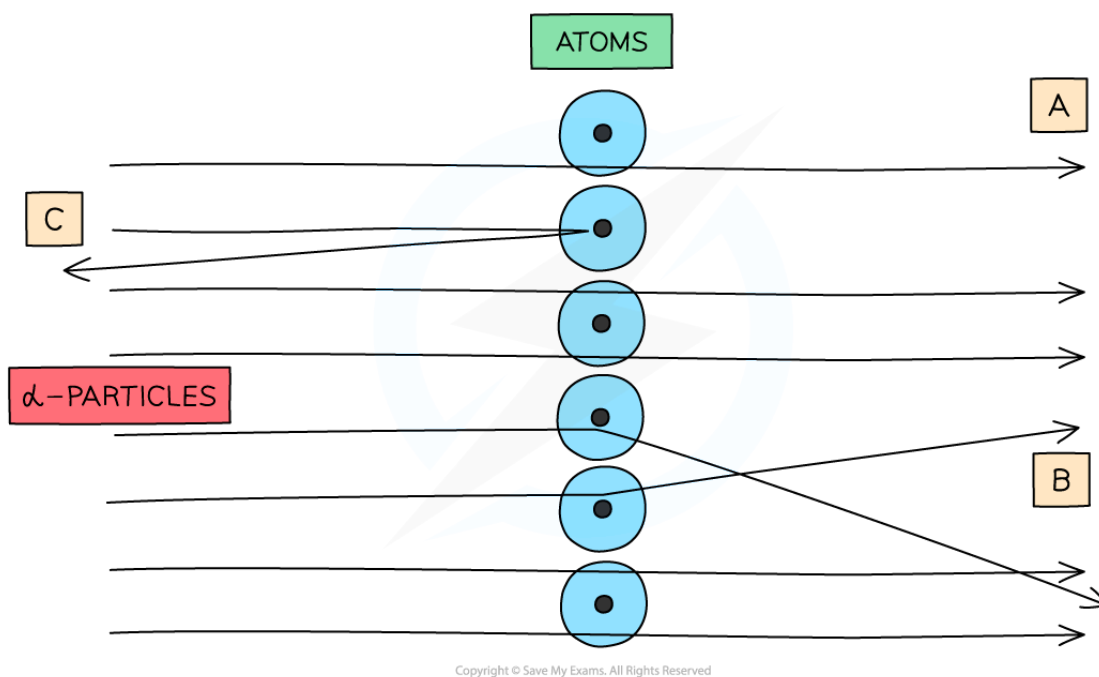 ATOMS
A
C
α-PARTICLES
B
Copyright © Save My Exams. All Rights Reserved